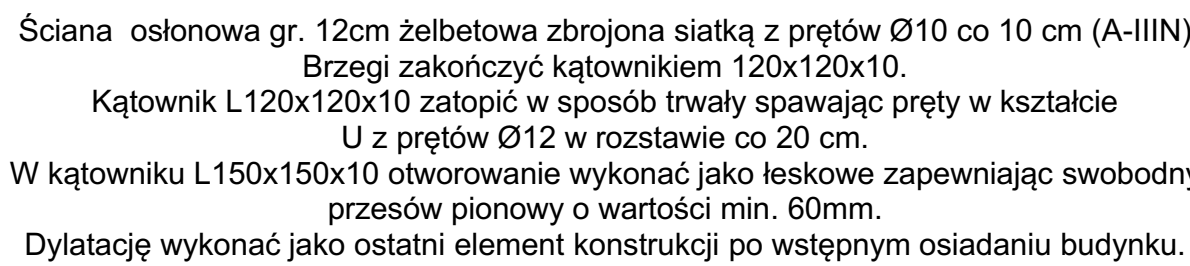 Ściana  osłonowa gr. 12cm żelbetowa zbrojona siatką z prętów Ø10 co 10 cm (A-IIIN)
Brzegi zakończyć kątownikiem 120x120x10.
Kątownik L120x120x10 zatopić w sposób trwały spawając pręty w kształcie
U z prętów Ø12 w rozstawie co 20 cm.
W kątowniku L150x150x10 otworowanie wykonać jako łeskowe zapewniając swobodny
przesów pionowy o wartości min. 60mm.
Dylatację wykonać jako ostatni element konstrukcji po wstępnym osiadaniu budynku.